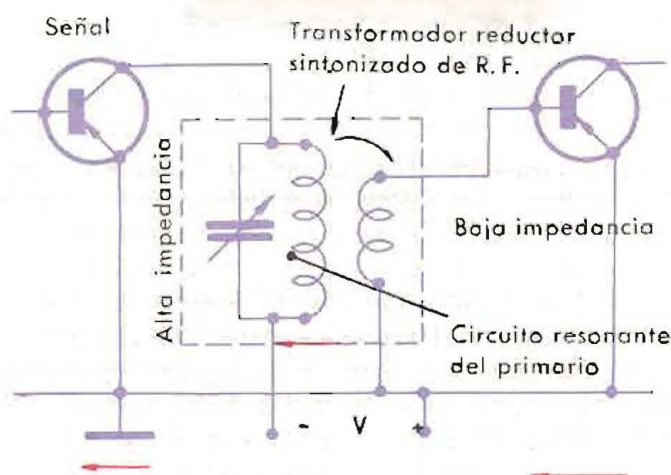 Señal
Transformador reductor
sintonizado de R. F.
Alta impedancia
Baja impedancia
Circuito resonante
del primario
- V +